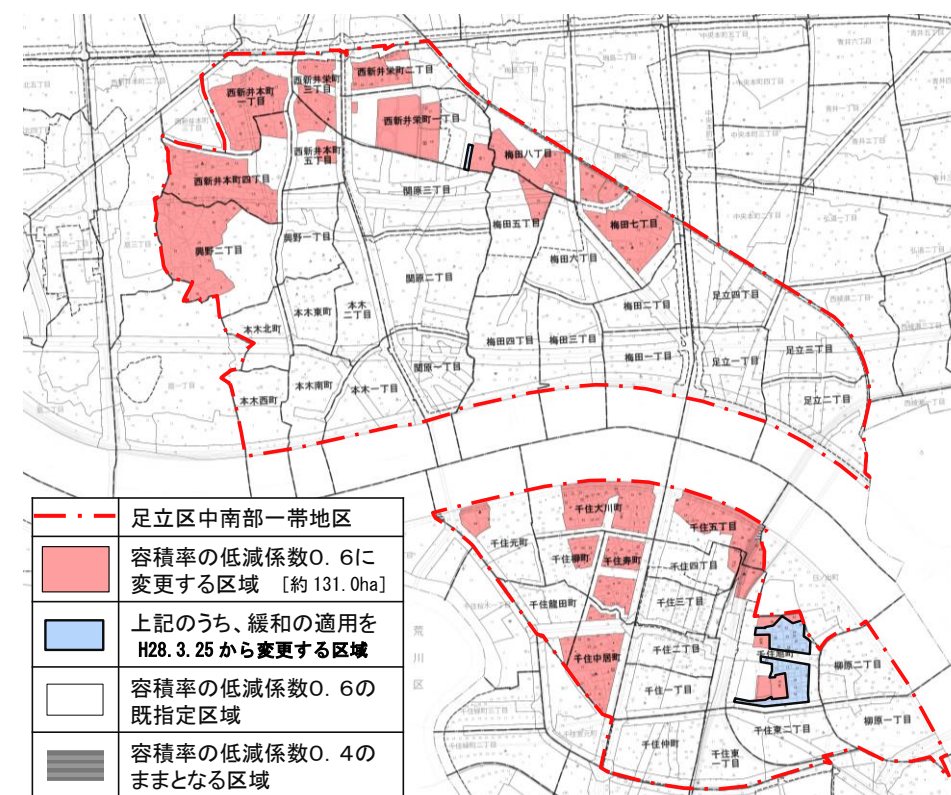 西新井本町
一丁目
西新井栄町
三丁目
西新井栄町二丁目
西新井栄町一丁目
西新井本町
五丁目
西新井本町四丁目
梅田八丁目
関原三丁目
梅田五丁目
梅田七丁目
興野二丁目
興野一丁目
梅田六丁目
関原二丁目
本木東町
本木
二丁目
本木北町
梅田二丁目
足立四丁目
梅田四丁目
梅田三丁目
梅田一丁目
足立一丁目
足立三丁目
関原一丁目
本木南町
本木一丁目
本木西町
足立二丁目
千住大川町
千住五丁目
千住元町
千住柳町
千住寿町
千住四丁目
千住龍田町
千住三丁目
千住中居町
千住二丁目
千住旭町
柳原二丁目
千住一丁目
柳原一丁目
千住東二丁目
千住仲町
千住東
一丁目
荒
川
区
足立区中南部一帯地区
容積率の低減係数0.6に
変更する区域 [約131.0ha]
上記のうち、緩和の適用を
H28.3.25から変更する区域
容積率の低減係数0.6の
既指定区域
容積率の低減係数0.4の
ままとなる区域